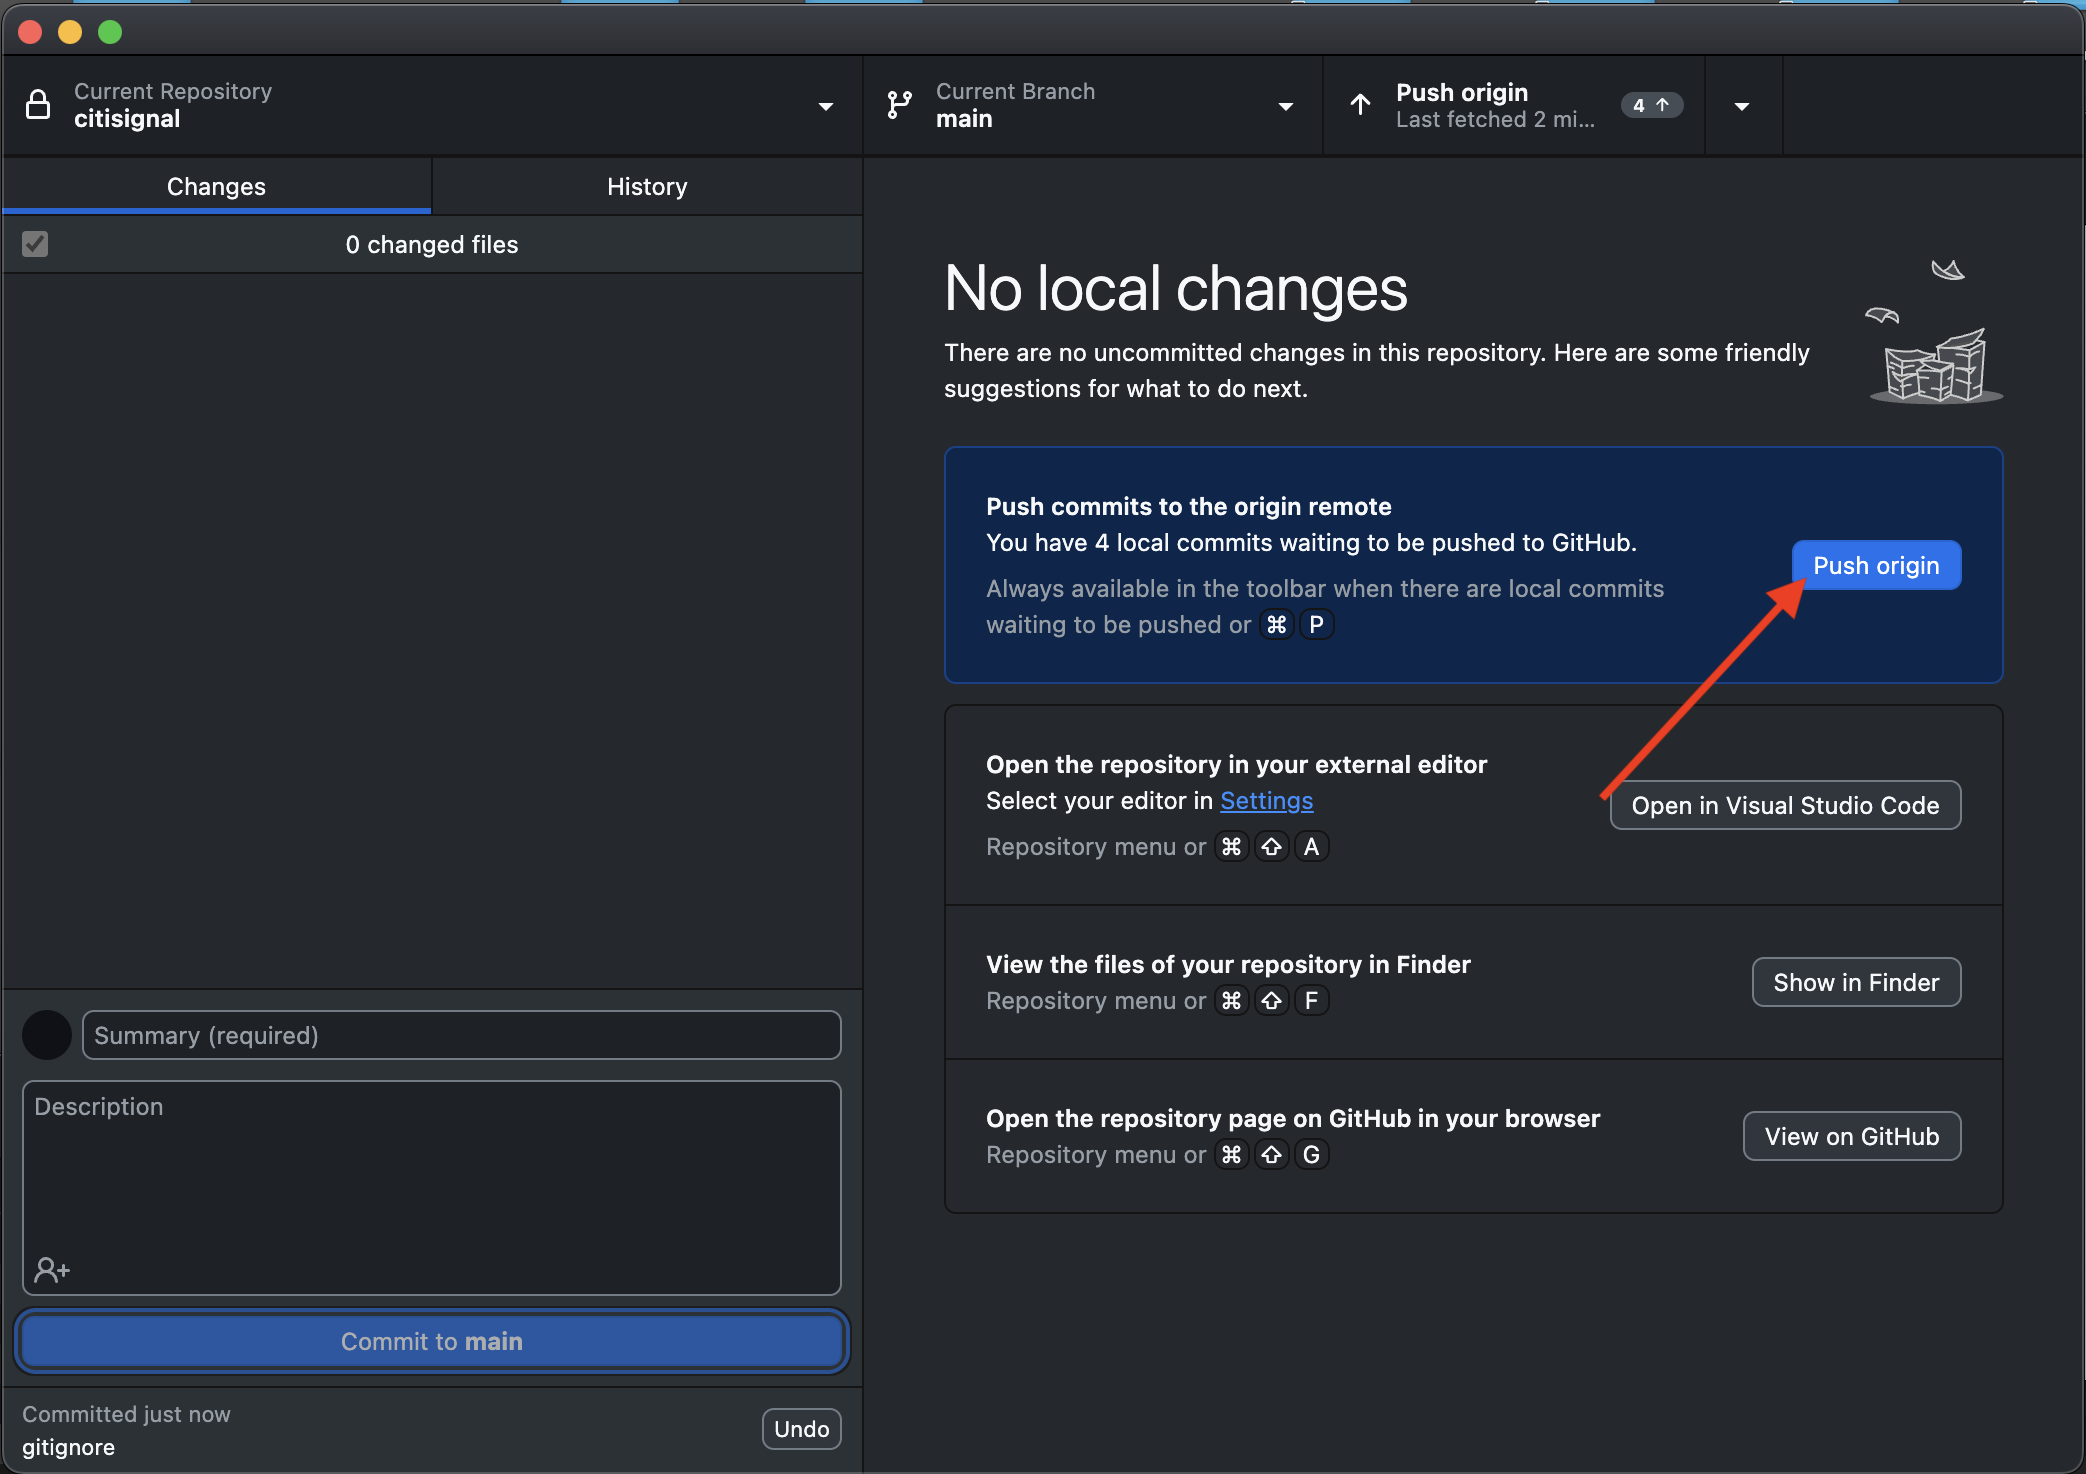 Current Repository
citisignal
Current Branch
main
Push origin
Last fetched 2 mi...
4
Changes
History
0 changed files
No local changes
There are no uncommitted changes in this repository. Here are some friendly
suggestions for what to do next.
Push commits to the origin remote
You have 4 local commits waiting to be pushed to GitHub.
Always available in the toolbar when there are local commits
waiting to be pushed or ⌘ P
Push origin
Open the repository in your external editor
Select your editor in Settings
Repository menu or ⌘ ⇧ A
Open in Visual Studio Code
View the files of your repository in Finder
Repository menu or ⌘ ⇧ F
Show in Finder
Open the repository page on GitHub in your browser
Repository menu or ⌘ ⇧ G
View on GitHub
Summary (required)
Description
Commit to main
Committed just now
gitignore
Undo